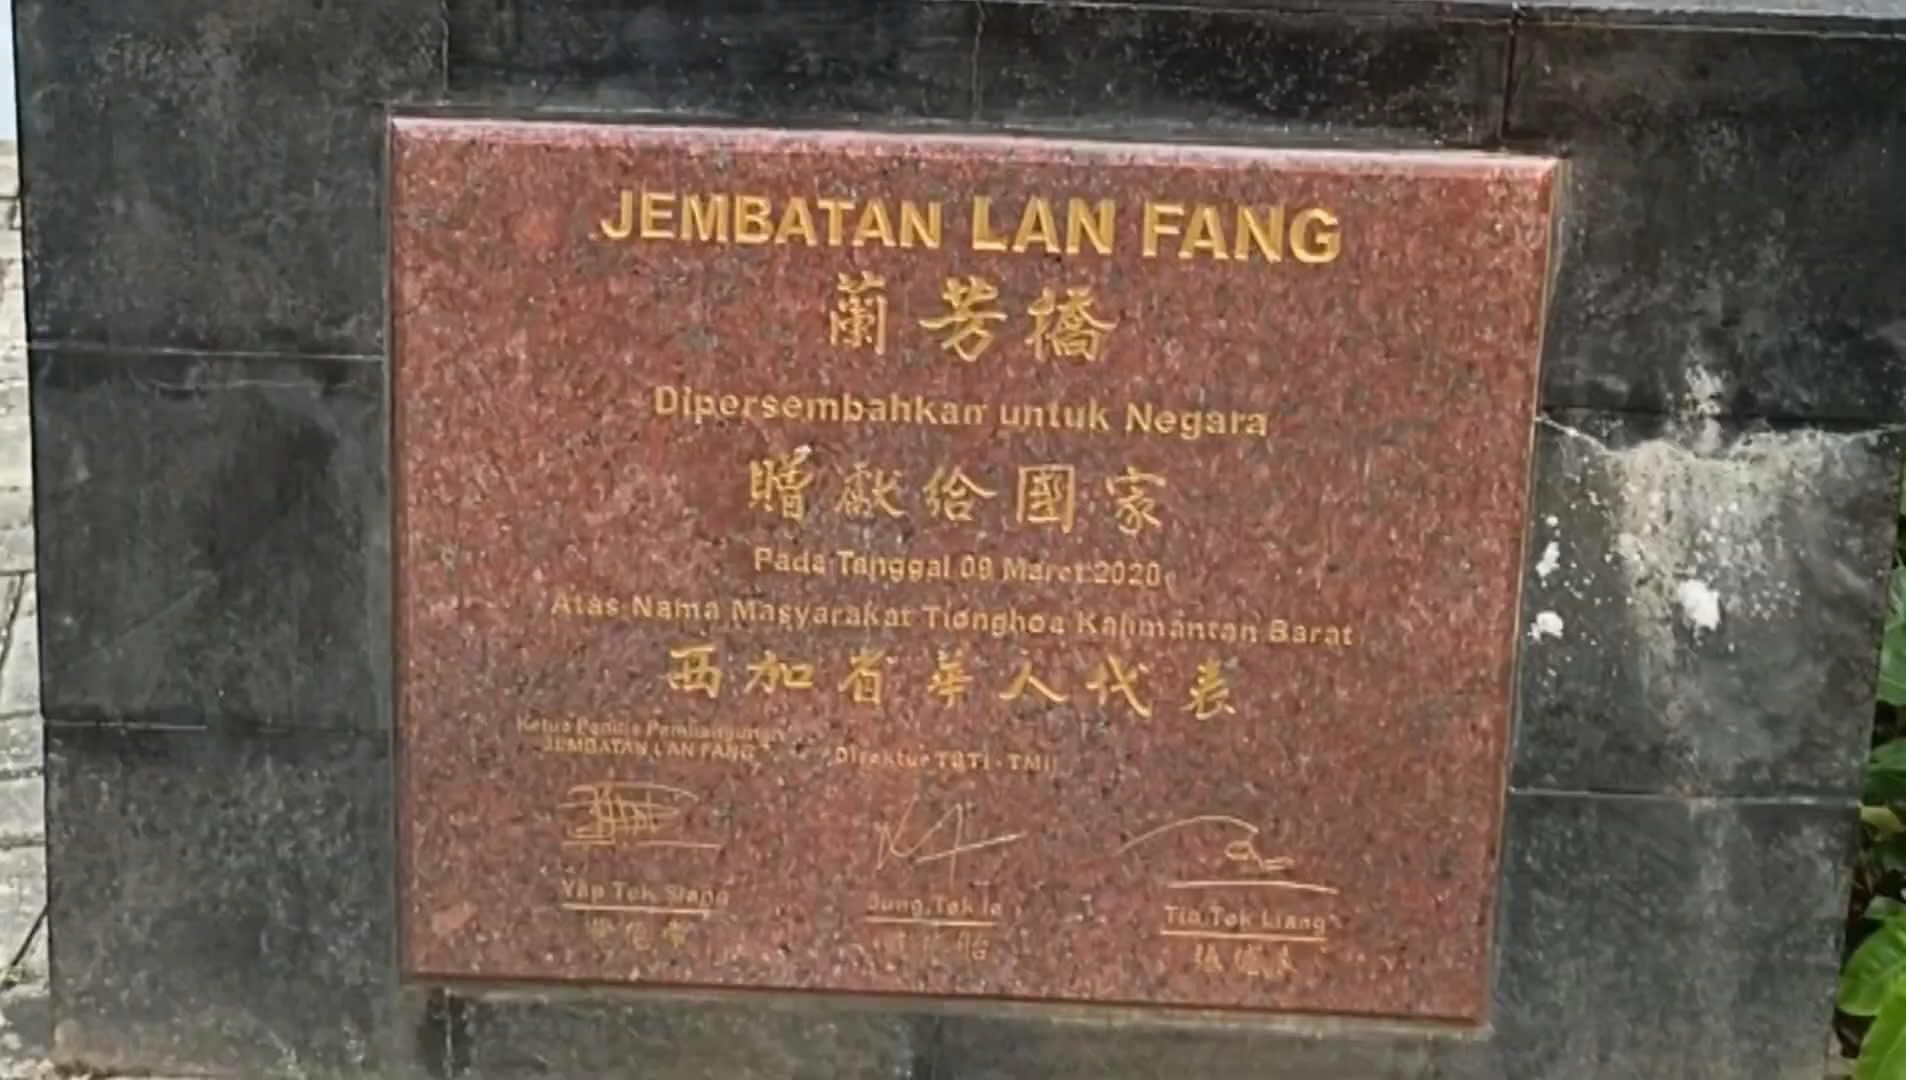 JEMBATAN LAN FANG
蘭芳橋
Dipersembahkan untuk Negara
贈獻給國家
Pada Tanggal 09 Maret 2020
Atas Nama Masyarakat Tionghoa Kalimantan Barat
西加省華人代表
Ketua Panitia Pembangunan
JEMBATAN LAN FANG
Direktur TBTI - TMII
Yap Tek Siang
Jung Tek
Tek Liang